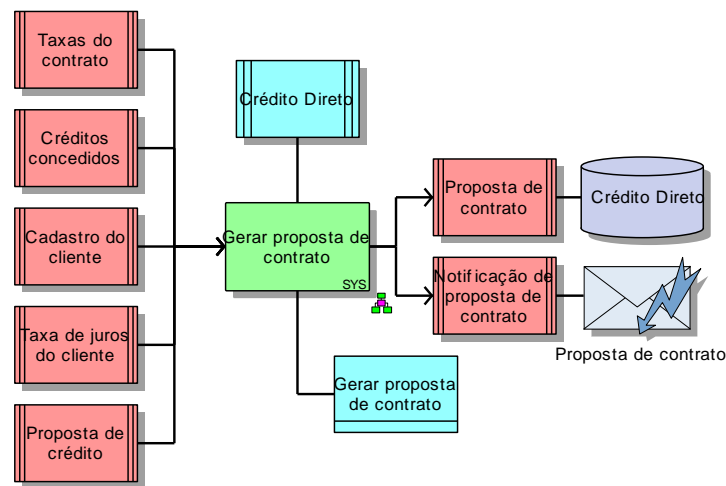 Taxas do
contrato
Créditos
concedidos
Cadastro do
cliente
Taxa de juros
do cliente
Proposta de
crédito
Crédito Direto
Gerar proposta de
contrato
SYS
Gerar proposta
de contrato
Proposta de
contrato
Crédito Direto
Notificação de
proposta de
contrato
Proposta de contrato